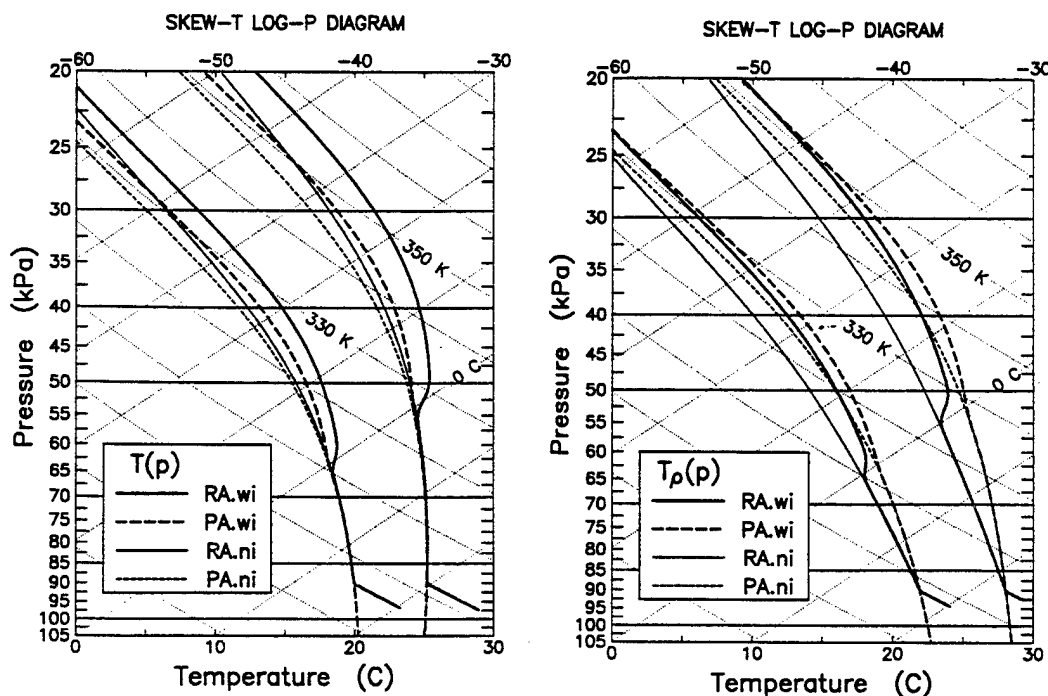 SKEW-T LOG-P DIAGRAM
-60 -50 -40 -30
20
25
30
35
40
45
50
55
60
65
70
75
80
85
90
95
100
105
Pressure (kPa)
350 K
330 K
0 C
T(p)
RA.wi
PA.wi
RA.ni
PA.ni
0 10 20 30
Temperature (C)
SKEW-T LOG-P DIAGRAM
-60 -50 -40 -30
20
25
30
35
40
45
50
55
60
65
70
75
80
85
90
95
100
105
Pressure (kPa)
350 K
330 K
0 C
Tρ(p)
RA.wi
PA.wi
RA.ni
PA.ni
0 10 20 30
Temperature (C)